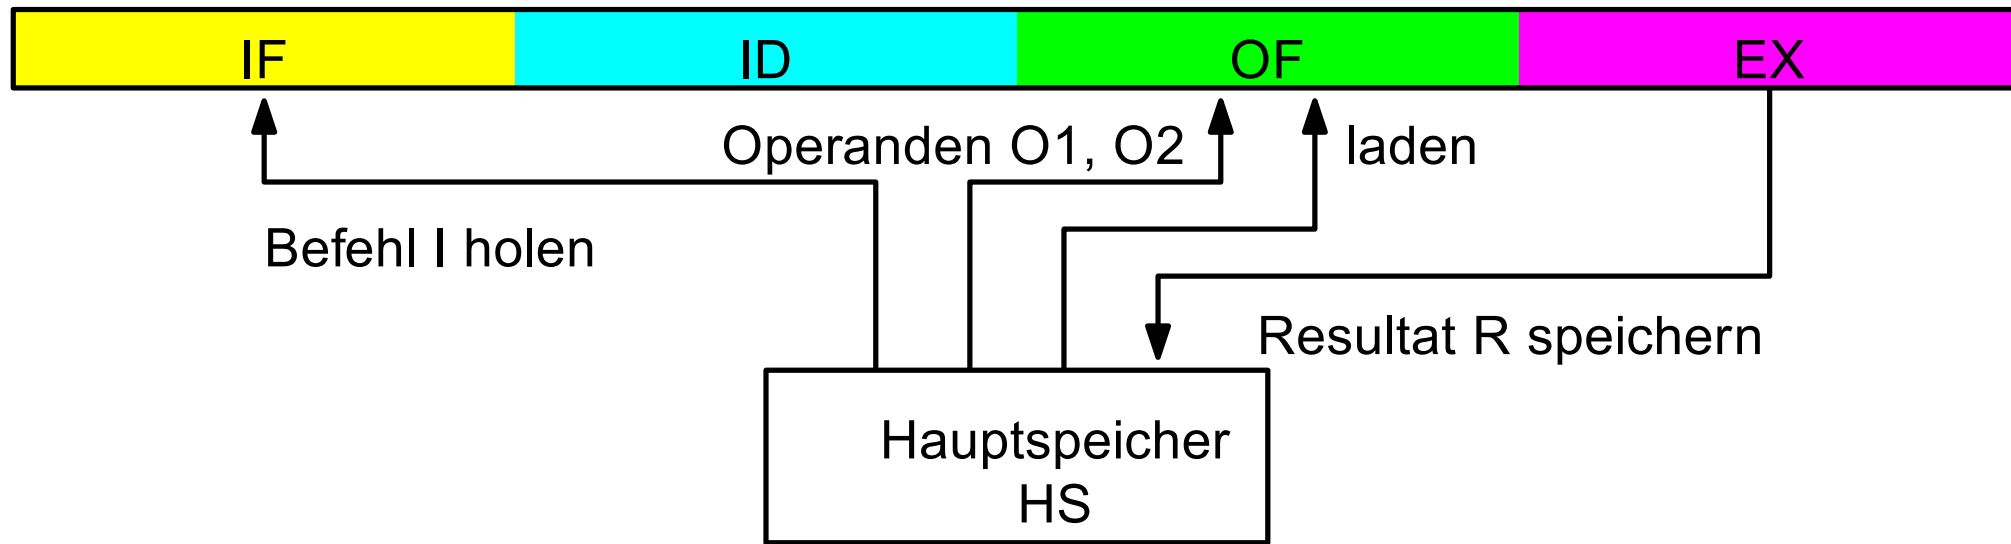 IF ID OF EX
Operanden O1, O2 laden
Befehl I holen
Resultat R speichern
Hauptspeicher
HS